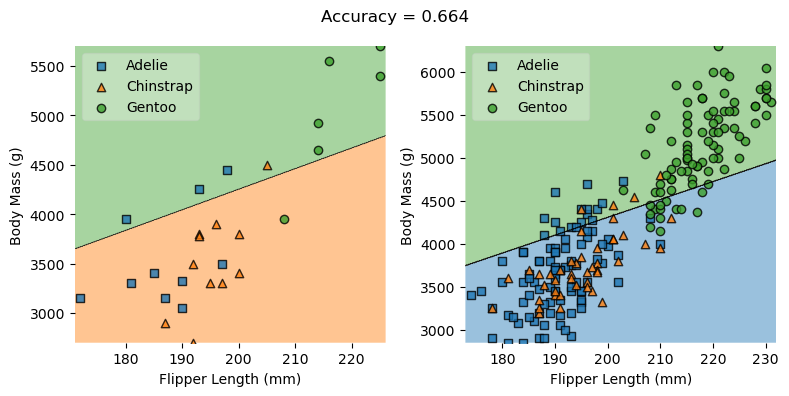 Accuracy = 0.664
Adelie
Chinstrap
Gentoo
5500
5000
4500
4000
3500
3000
Body Mass (g)
180
190
200
210
220
Flipper Length (mm)
Adelie
Chinstrap
Gentoo
6000
5500
5000
4500
4000
3500
3000
Body Mass (g)
180
190
200
210
220
230
Flipper Length (mm)